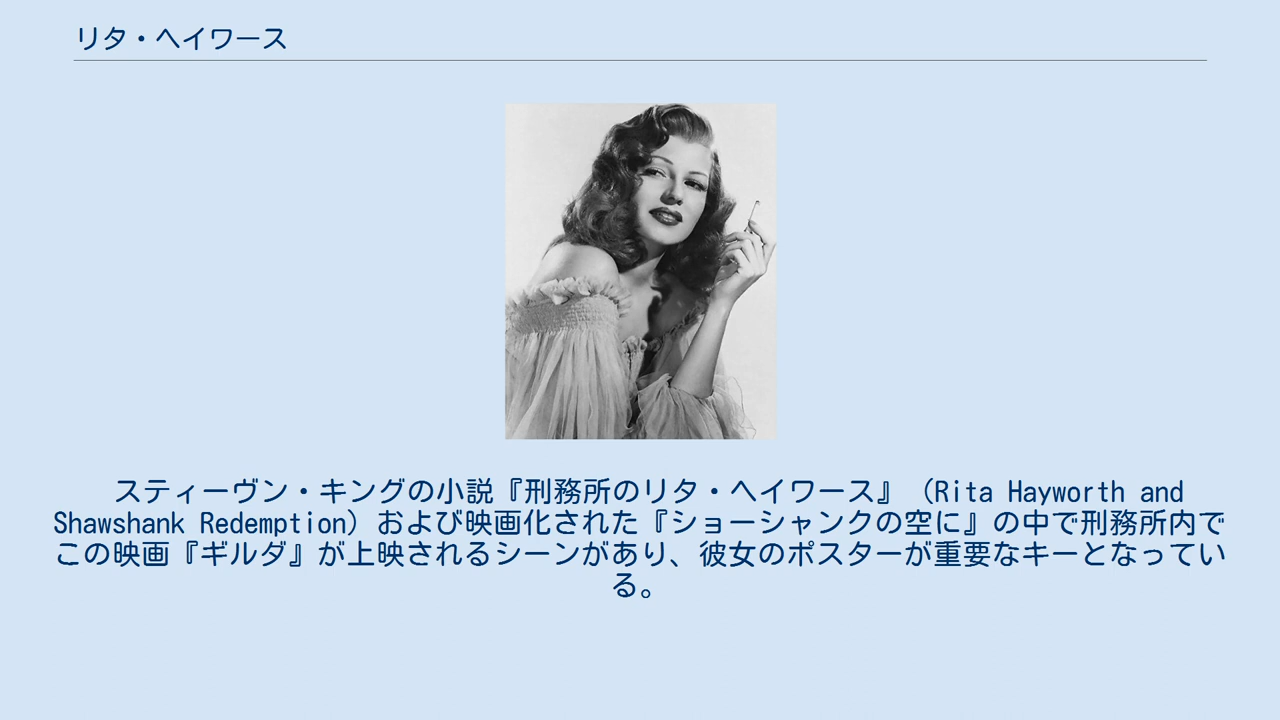 リタ・ヘイワース
スティーヴン・キングの小説『刑務所のリタ・ヘイワース』（Rita Hayworth and
Shawshank Redemption）および映画化された『ショーシャンクの空に』の中で刑務所内で
この映画『ギルダ』が上映されるシーンがあり、彼女のポスターが重要なキーとなってい
る。